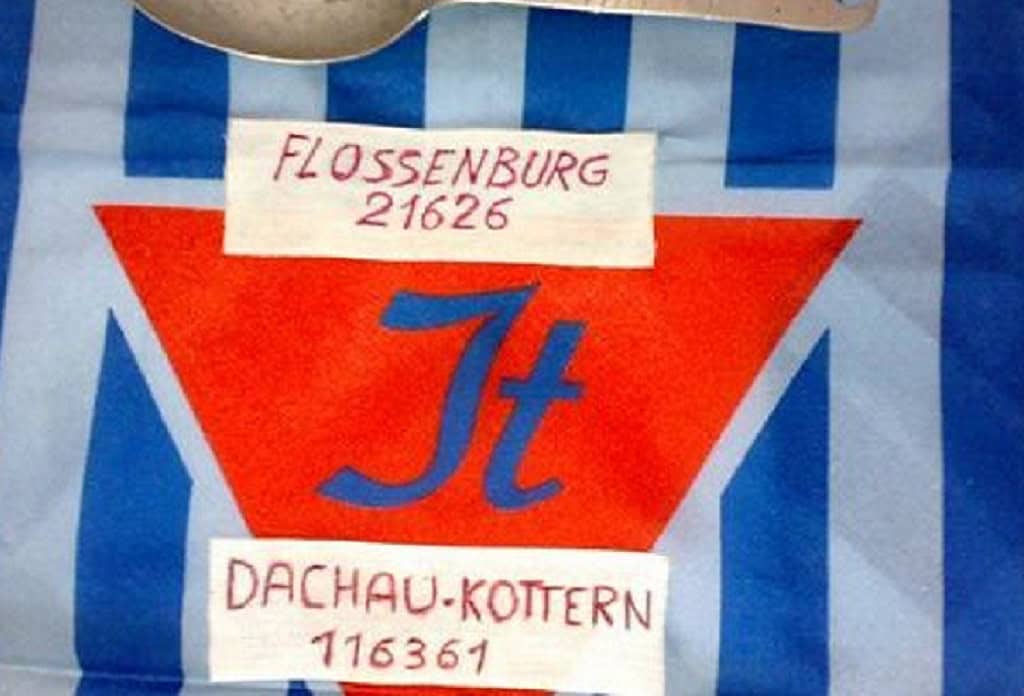 FLOSSENBURG
21626
It
DACHAU-KOTTERN
116361